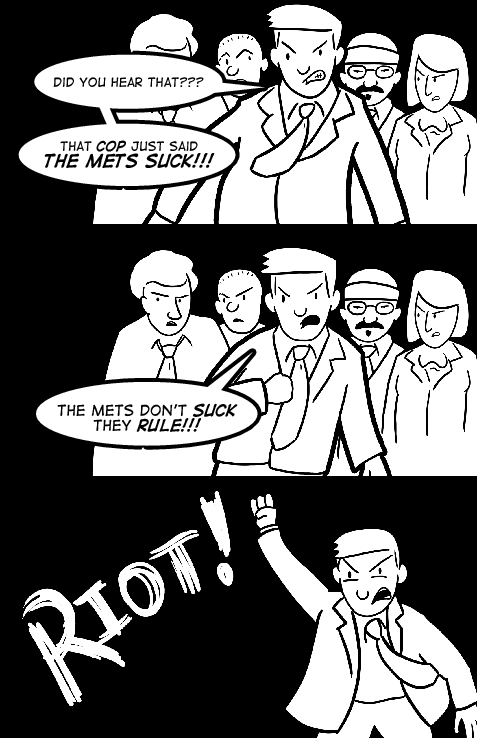 DID YOU HEAR THAT???
THAT COP JUST SAID
THE METS SUCK!!!
THE METS DON'T SUCK
THEY RULE!!!
RIOT!